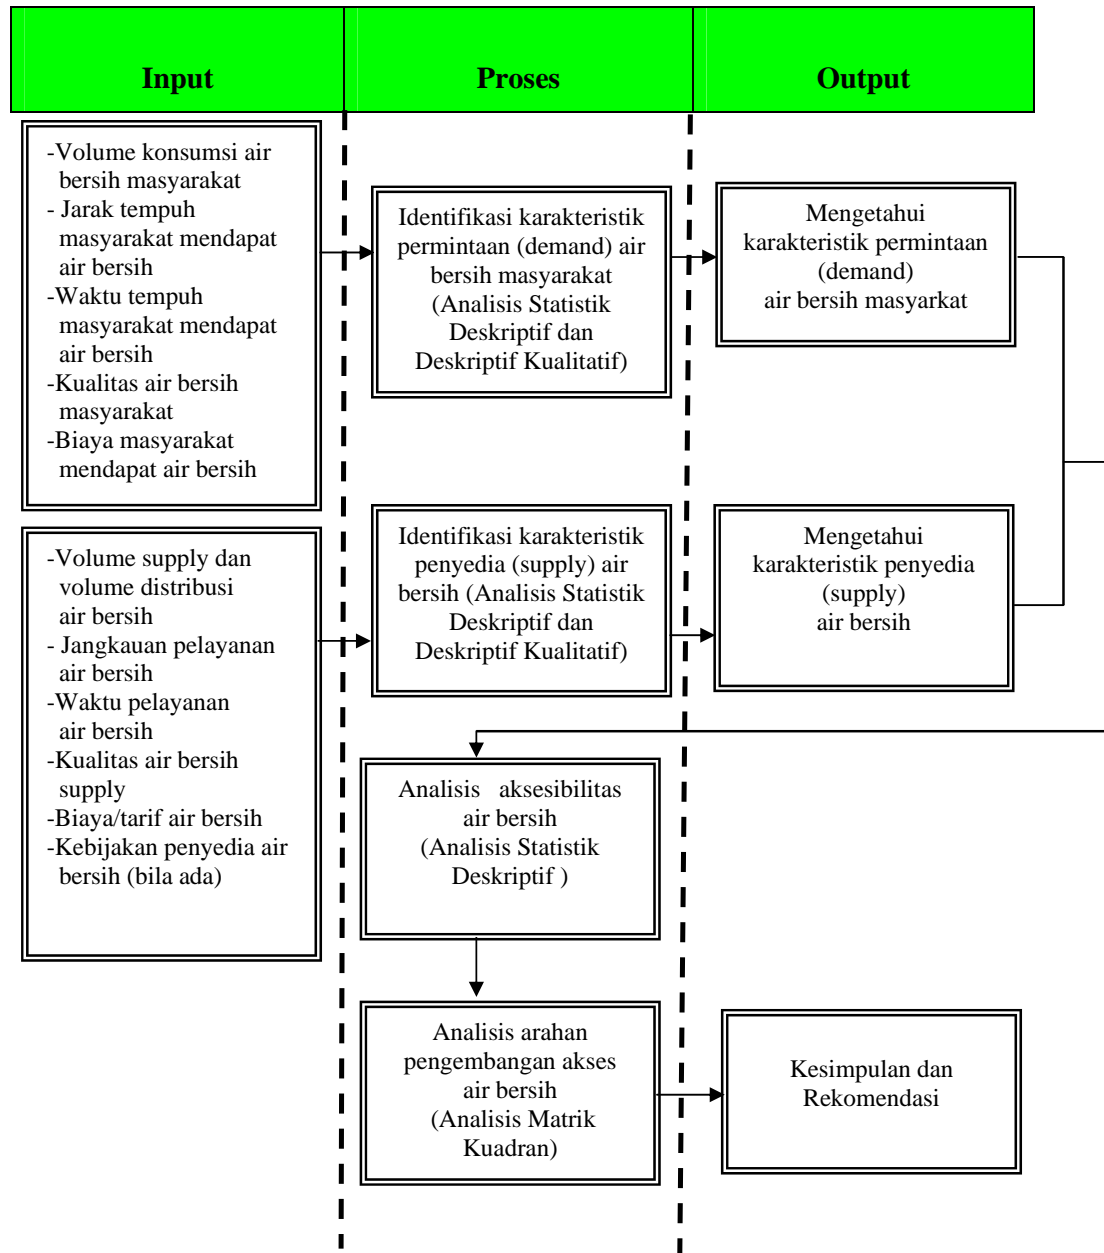 Input
Proses
Output
-Volume konsumsi air
bersih masyarakat
- Jarak tempuh
masyarakat mendapat
air bersih
-Waktu tempuh
masyarakat mendapat
air bersih
-Kualitas air bersih
masyarakat
-Biaya masyarakat
mendapat air bersih
Identifikasi karakteristik
permintaan (demand) air
bersih masyarakat
(Analisis Statistik
Deskriptif dan
Deskriptif Kualitatif)
Mengetahui
karakteristik permintaan
(demand)
air bersih masyarkat
-Volume supply dan
volume distribusi
air bersih
- Jangkauan pelayanan
air bersih
-Waktu pelayanan
air bersih
-Kualitas air bersih
supply
-Biaya/tarif air bersih
-Kebijakan penyedia air
bersih (bila ada)
Identifikasi karakteristik
penyedia (supply) air
bersih (Analisis Statistik
Deskriptif dan
Deskriptif Kualitatif)
Mengetahui
karakteristik penyedia
(supply)
air bersih
Analisis aksesibilitas
air bersih
(Analisis Statistik
Deskriptif )
Analisis arahan
pengembangan akses
air bersih
(Analisis Matrik
Kuadran)
Kesimpulan dan
Rekomendasi